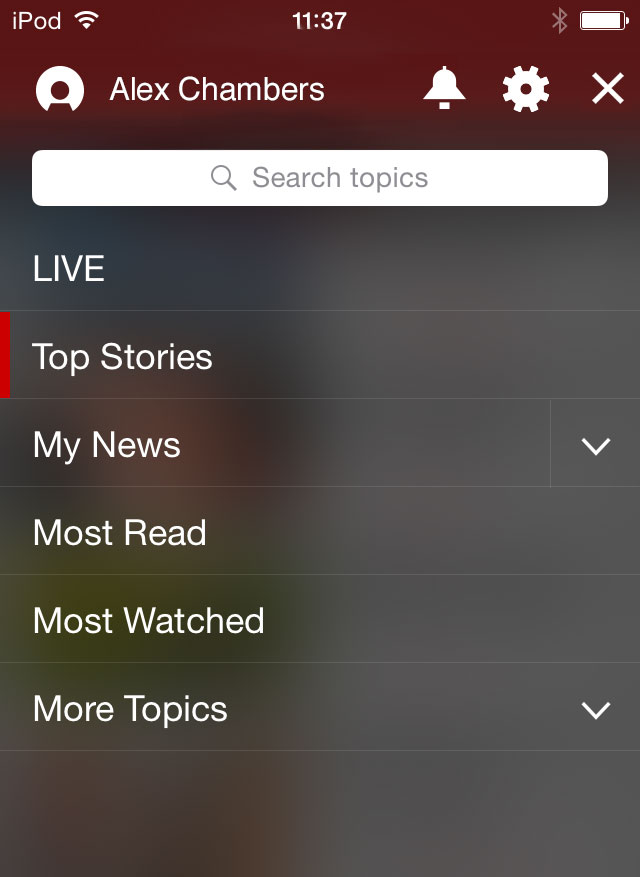 iPod 11:37
Alex Chambers
Search topics
LIVE
Top Stories
My News
Most Read
Most Watched
More Topics